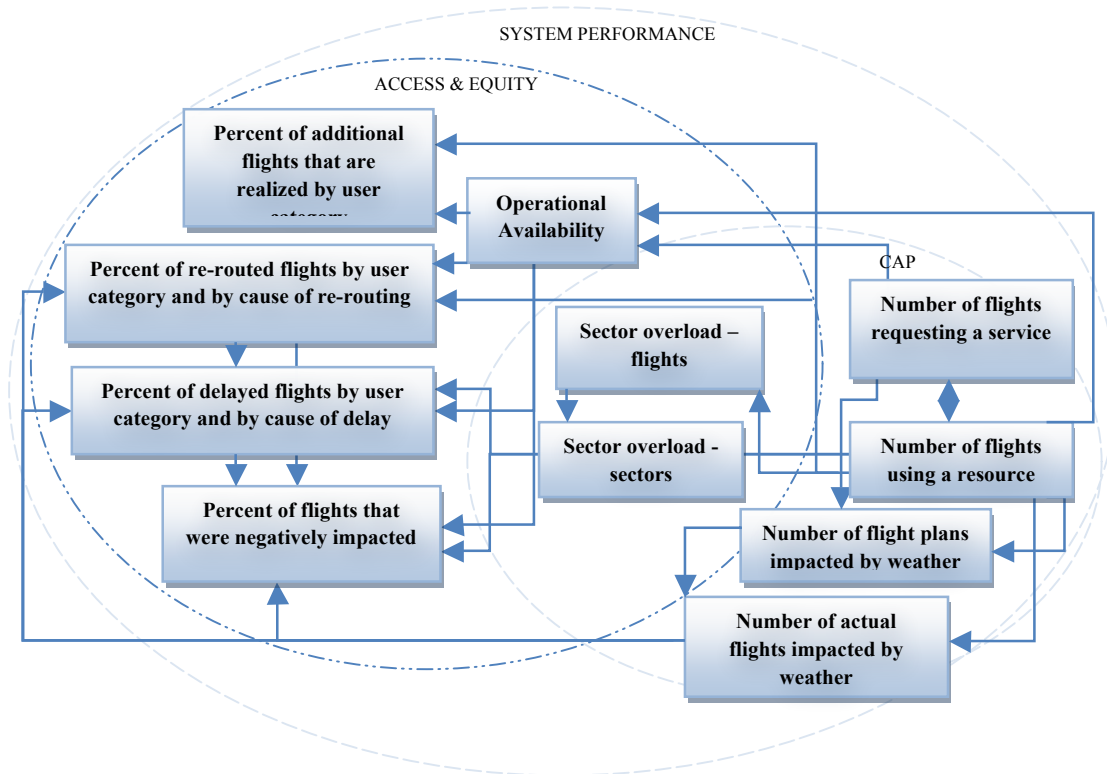 SYSTEM PERFORMANCE
ACCESS & EQUITY
Percent of additional
flights that are
realized by user
Operational
Availability
Percent of re-routed flights by user
category and by cause of re-routing
CAP
Number of flights
requesting a service
Sector overload –
flights
Percent of delayed flights by user
category and by cause of delay
Sector overload -
sectors
Number of flights
using a resource
Percent of flights that
were negatively impacted
Number of flight plans
impacted by weather
Number of actual
flights impacted by
weather